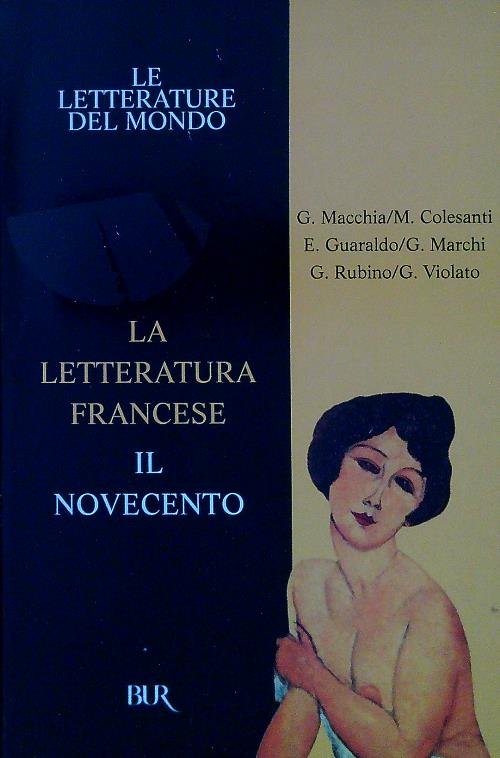 LE
LETTERATURE
DEL MONDO
G. Macchia/M. Colesanti
E. Guaraldo/G. Marchi
G. Rubino/G. Violato
LA
LETTERATURA
FRANCESE
IL
NOVECENTO
BUR